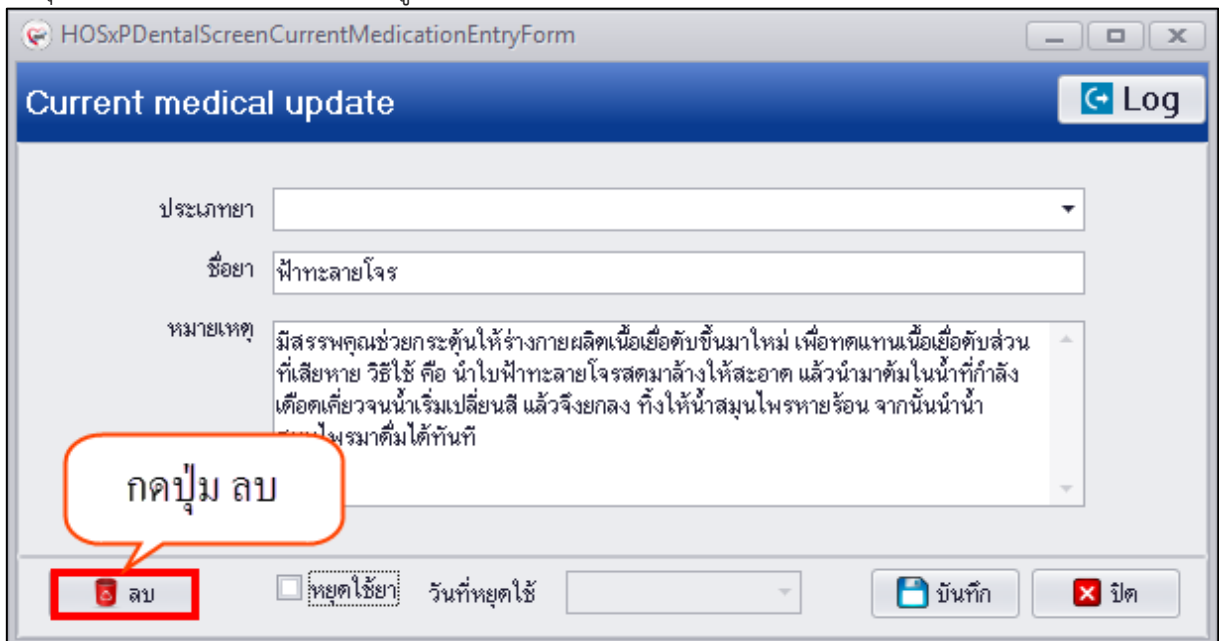 HOSxPDentalScreenCurrentMedicationEntryForm
Current medical update
Log
ประเภทยา
ชื่อยา ฟ้าทะลายโจร
หมายเหตุ มีสรรพคุณช่วยกระตุ้นให้ร่างกายผลิตเนื้อเยื่อตับขึ้นมาใหม่ เพื่อทดแทนเนื้อเยื่อตับส่วน
ที่เสียหาย วิธีใช้ คือ นำใบฟ้าทะลายโจรสดมาล้างให้สะอาด แล้วนำมาต้มในน้ำที่กำลัง
เดือดเคี่ยวจนน้ำเริ่มเปลี่ยนสี แล้วจึงยกลง ทิ้งให้น้ำสมุนไพรหายร้อน จากนั้นนำน้ำ
มาดื่มได้ทันที
กดปุ่ม ลบ
ลบ หยุดใช้ยา วันที่หยุดใช้ บันทึก ปิด